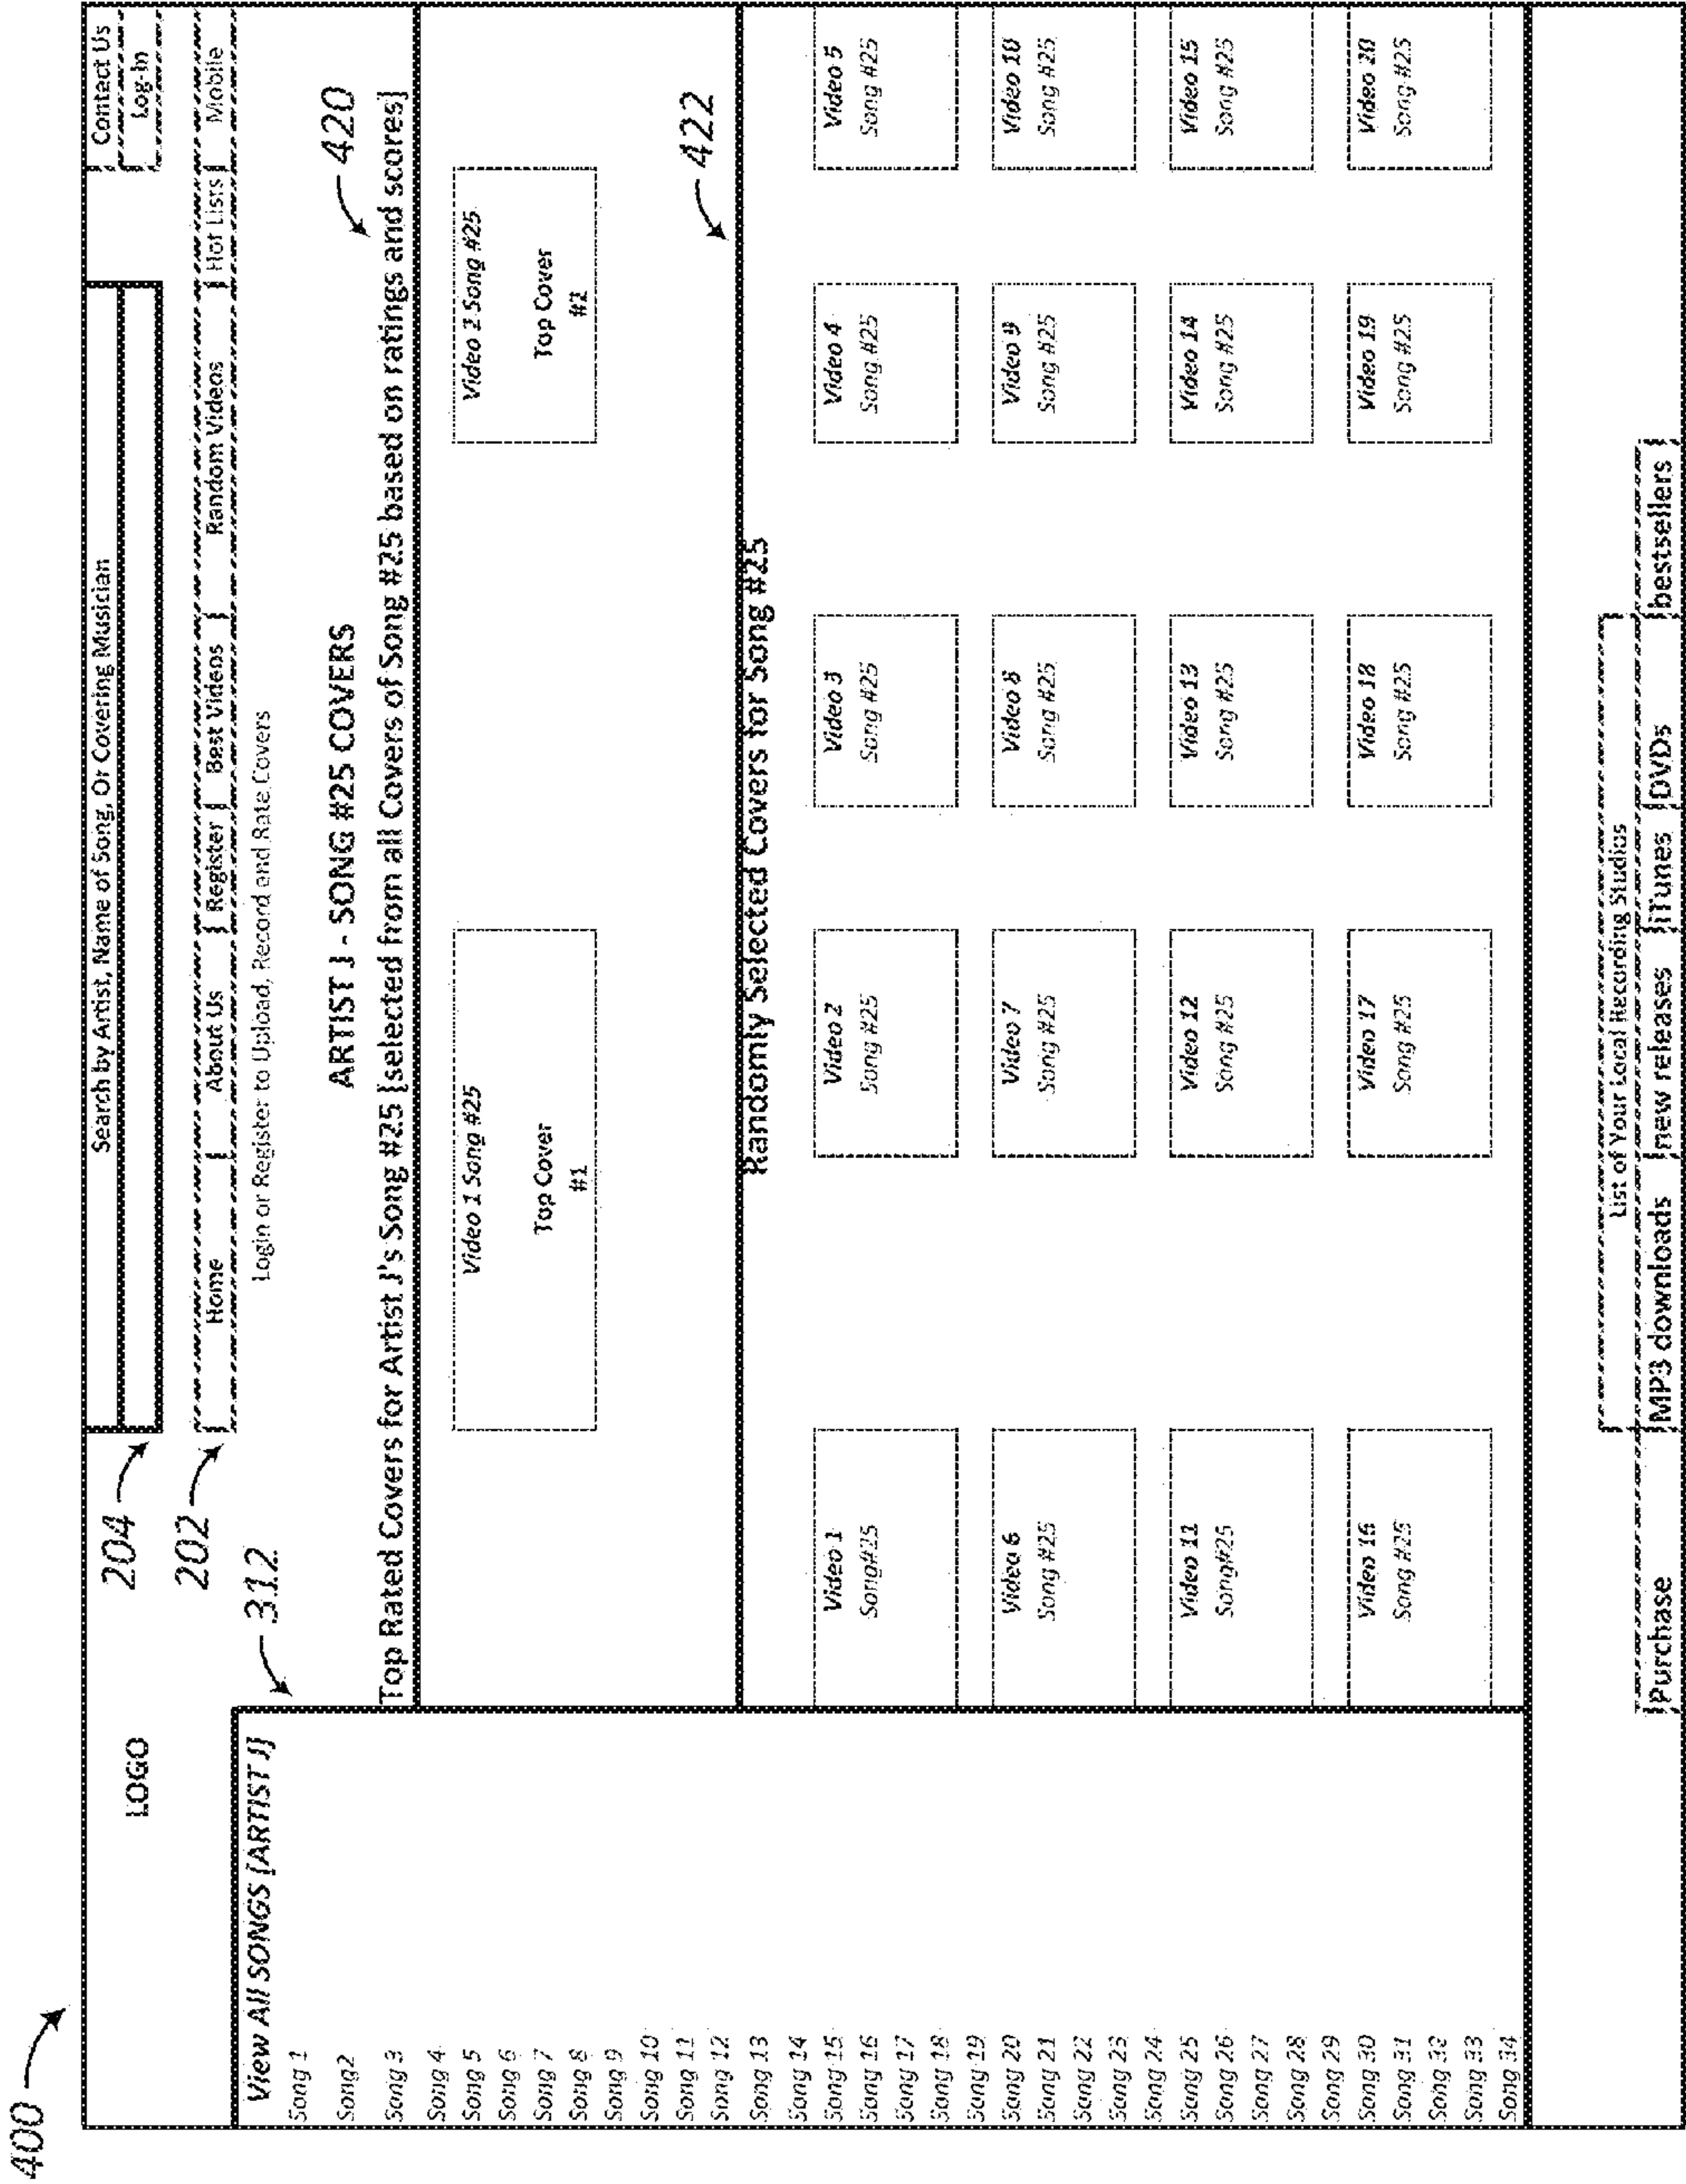 400
LOGO
204
Search by Artist, Name of Song, Or Covering Musician
Contact Us
Log-In
202
Home
About Us
Register
Best Videos
Random Videos
Hot Lists
Mobile
312
Login or Register to Upload, Record and Rate Covers
View All SONGS [ARTIST J]
Song 1
Song2
Song 3
Song 4
Song 5
Song 6
Song 7
Song 8
Song 9
Song 10
Song 11
Song 12
Song 13
Song 14
Song 15
Song 16
Song 17
Song 18
Song 19
Song 20
Song 21
Song 22
Song 23
Song 24
Song 25
Song 26
Song 27
Song 28
Song 29
Song 30
Song 31
Song 32
Song 33
Song 34
ARTIST J - SONG #25 COVERS
420
Top Rated Covers for Artist J's Song #25 [selected from all Covers of Song #25 based on ratings and scores]
Video 1 Song #25
Top Cover
#1
Video 2 Song #25
Top Cover
#2
422
Randomly Selected Covers for Song #25
Video 1
Song#25
Video 2
Song #25
Video 3
Song #25
Video 4
Song #25
Video 5
Song #25
Video 6
Song #25
Video 7
Song #25
Video 8
Song #25
Video 9
Song #25
Video 10
Song #25
Video 11
Song#25
Video 12
Song #25
Video 13
Song #25
Video 14
Song #25
Video 15
Song #25
Video 16
Song #25
Video 17
Song #25
Video 18
Song #25
Video 19
Song #25
Video 20
Song #25
List of Your Local Recording Studios
Purchase
MP3 downloads
new releases
iTunes
DVDs
bestsellers